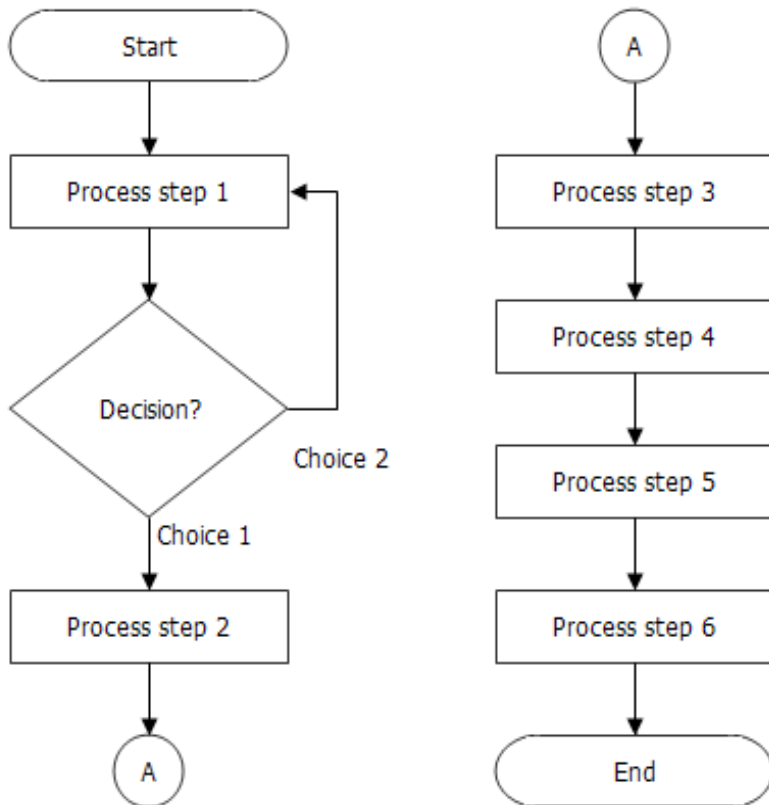 Start
Process step 1
Decision?
Choice 2
Choice 1
Process step 2
A
A
Process step 3
Process step 4
Process step 5
Process step 6
End